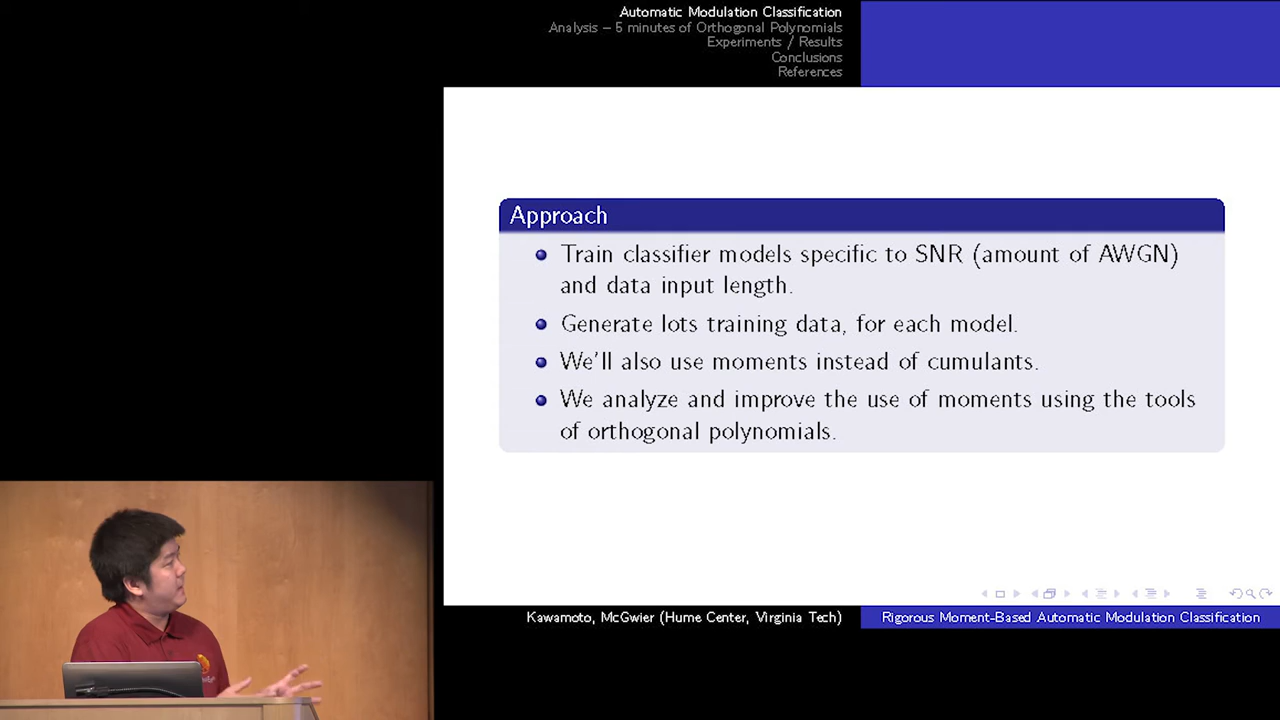 Automatic Modulation Classification
Analysis – 5 minutes of Orthogonal Polynomials
Experiments / Results
Conclusions
References
Approach
Train classifier models specific to SNR (amount of AWGN)
and data input length.
Generate lots training data, for each model.
We'll also use moments instead of cumulants.
We analyze and improve the use of moments using the tools
of orthogonal polynomials.
Kawamoto, McGwier (Hume Center, Virginia Tech)
Rigorous Moment-Based Automatic Modulation Classification